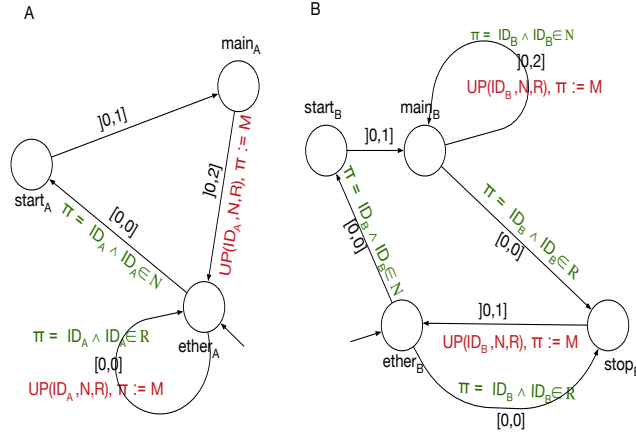 A
main_A
]0,1]
]0,2]
UP(ID_A,N,R), π := M
start_A
[0,0]
π = ID_A ∧ ID_A∈N
π = ID_A ∧ ID_A∈R
ether_A
[0,0]
UP(ID_A,N,R), π := M
B
π = ID_B ∧ ID_B∈N
]0,2]
UP(ID_B,N,R), π := M
start_B
main_B
]0,1]
π = ID_B ∧ ID_B∈R
[0,0]
π = ID_B ∧ ID_B∈N
[0,0]
]0,1]
UP(ID_B,N,R), π := M
ether_B
stop_B
π = ID_B ∧ ID_B∈R
[0,0]